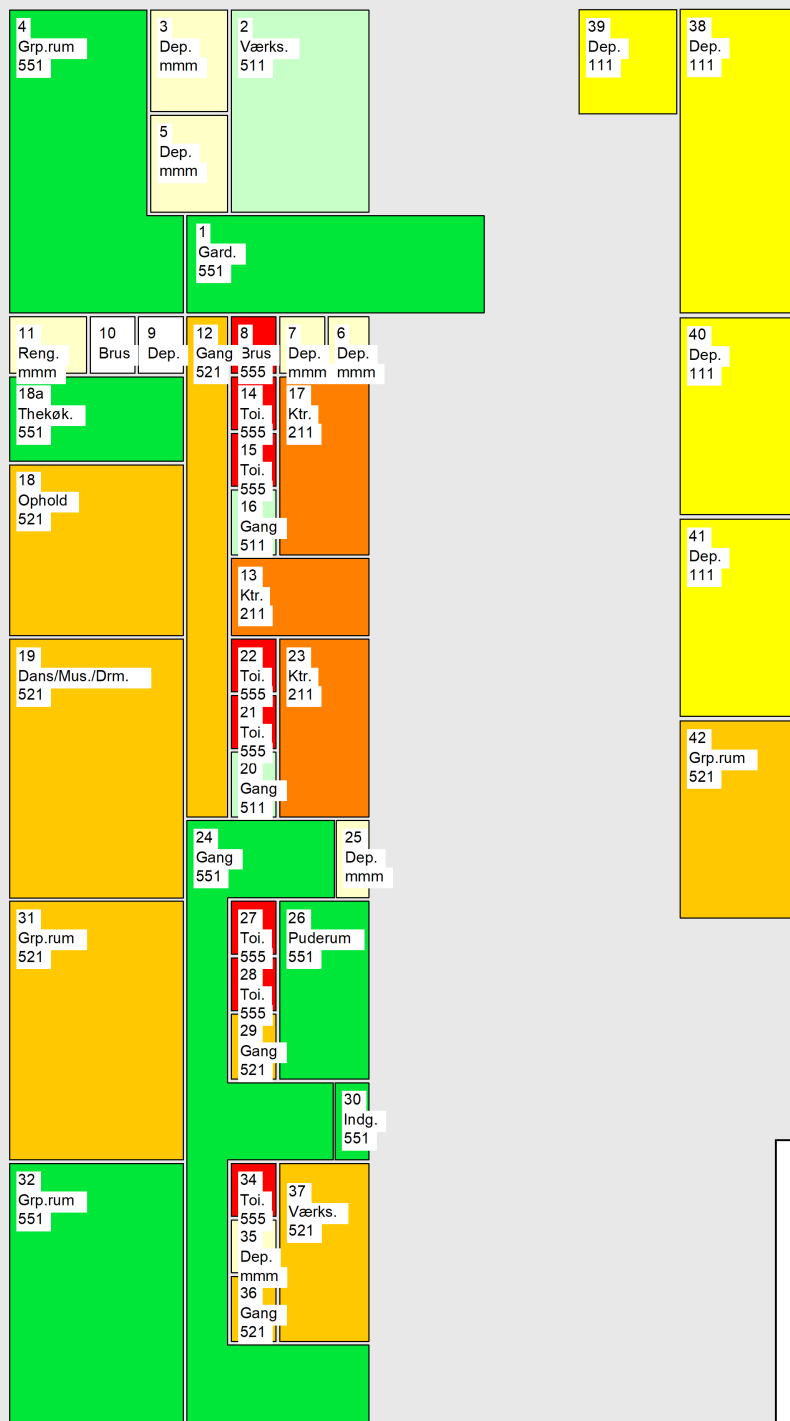 4
Grp.rum
551
3
Dep.
mmm
2
Værks.
511
39
Dep.
111
38
Dep.
111
5
Dep.
mmm
1
Gard.
551
11
Reng.
mmm
10
Brus
9
Dep.
12
Gang
521
8
Brus
555
7
Dep.
mmm
6
Dep.
mmm
40
Dep.
111
18a
Thekøk.
551
14
Toi.
555
17
Ktr.
211
15
Toi.
555
18
Ophold
521
16
Gang
511
41
Dep.
111
13
Ktr.
211
19
Dans/Mus./Drm.
521
22
Toi.
555
23
Ktr.
211
21
Toi.
555
42
Grp.rum
521
20
Gang
511
24
Gang
551
25
Dep.
mmm
31
Grp.rum
521
27
Toi.
555
26
Puderum
551
28
Toi.
555
29
Gang
521
30
Indg.
551
32
Grp.rum
551
34
Toi.
555
37
Værks.
521
35
Dep.
mmm
36
Gang
521